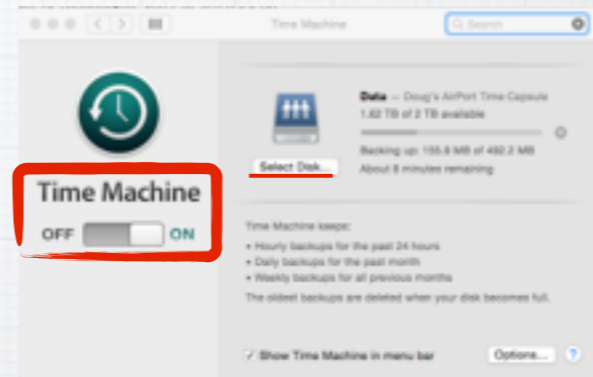 Time Machine
Search
Data — Doug's AirPort Time Capsule
1.62 TB of 2 TB available
Backing up: 155.9 MB of 492.2 MB
Select Disk...
About 8 minutes remaining
Time Machine
OFF ON
Time Machine keeps:
• Hourly backups for the past 24 hours
• Daily backups for the past month
• Weekly backups for all previous months
The oldest backups are deleted when your disk becomes full.
Show Time Machine in menu bar
Options... ?